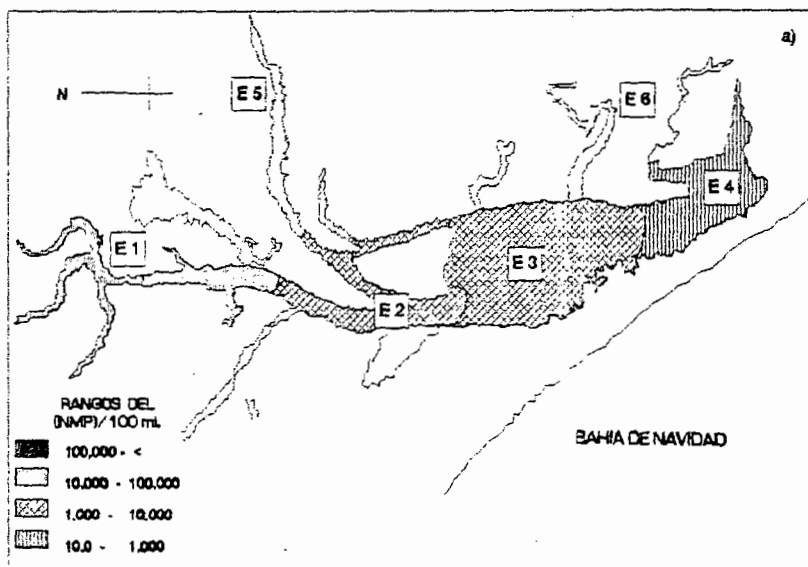 a)
N
E 5
E 6
E 4
E 1
E 3
E 2
RANGOS DEL
(NMP)/100 ml.
100,000 - <
10,000 - 100,000
1,000 - 10,000
10.0 - 1,000
BAHIA DE NAVIDAD